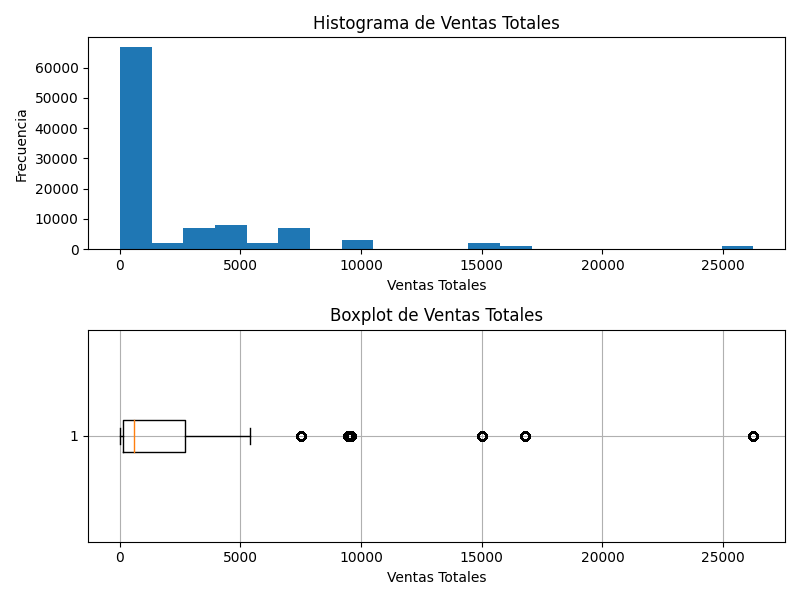 Histograma de Ventas Totales
60000
50000
40000
30000
20000
10000
0
Frecuencia
0 5000 10000 15000 20000 25000
Ventas Totales
Boxplot de Ventas Totales
1
0 5000 10000 15000 20000 25000
Ventas Totales